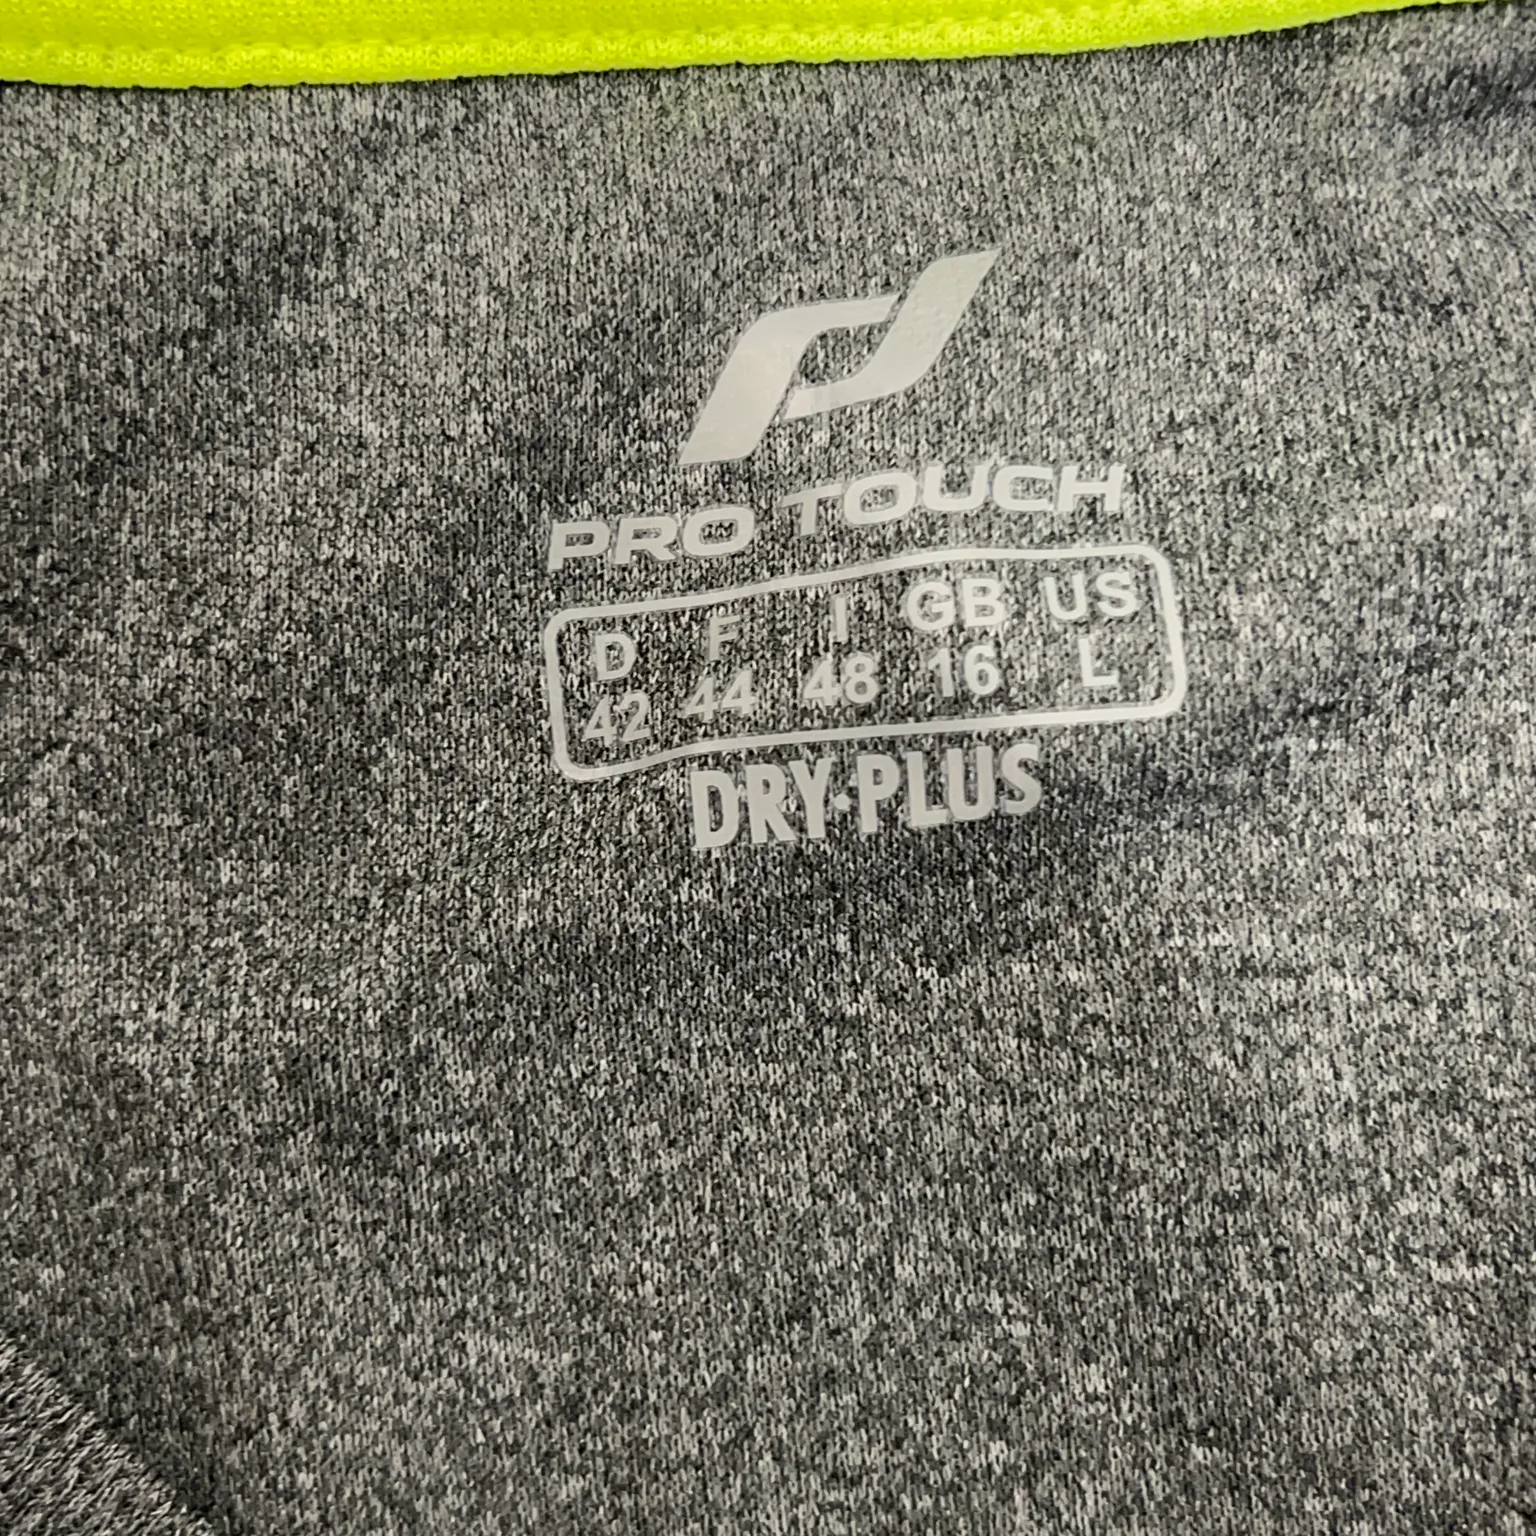 PRO TOUCH
D F I GB US
42 44 48 16 L
DRY·PLUS